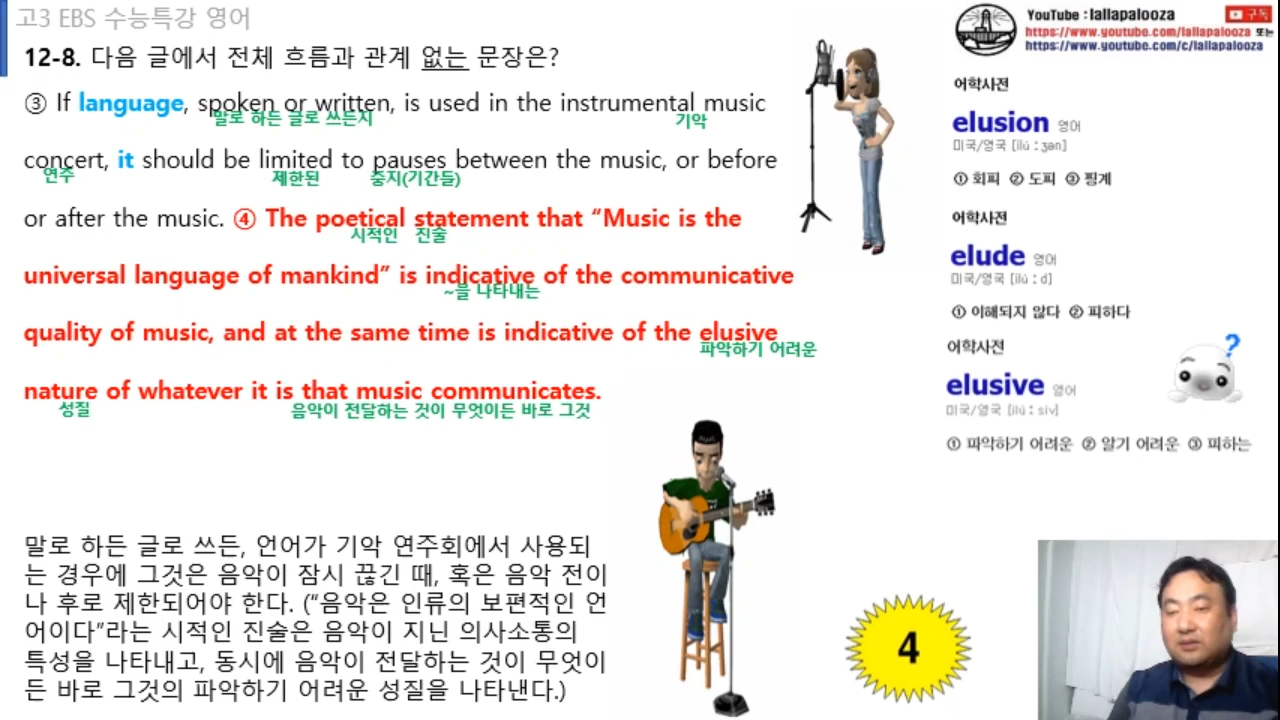 고3 EBS 수능특강 영어
12-8. 다음 글에서 전체 흐름과 관계 없는 문장은?
③ If language, spoken or written, is used in the instrumental music
말로 하든 글로 쓰든지 기악
concert, it should be limited to pauses between the music, or before
연주 제한된 중지(기간들)
or after the music. ④ The poetical statement that “Music is the
시적인 진술
universal language of mankind” is indicative of the communicative
~을 나타내는
quality of music, and at the same time is indicative of the elusive
파악하기 어려운
nature of whatever it is that music communicates.
성질 음악이 전달하는 것이 무엇이든 바로 그것
말로 하든 글로 쓰든, 언어가 기악 연주회에서 사용되
는 경우에 그것은 음악이 잠시 끊긴 때, 혹은 음악 전이
나 후로 제한되어야 한다. (“음악은 인류의 보편적인 언
어이다”라는 시적인 진술은 음악이 지닌 의사소통의
특성을 나타내고, 동시에 음악이 전달하는 것이 무엇이
든 바로 그것의 파악하기 어려운 성질을 나타낸다.)
4
YouTube : lallapalooza 구독
https://www.youtube.com/lallapalooza 또는
https://www.youtube.com/c/lallapalooza
어학사전
elusion 영어
미국/영국 [ilúːʒən]
① 회피 ② 도피 ③ 핑계
어학사전
elude 영어
미국/영국 [ilúːd]
① 이해되지 않다 ② 피하다
어학사전
elusive 영어
미국/영국 [ilúːsiv]
① 파악하기 어려운 ② 알기 어려운 ③ 피하는